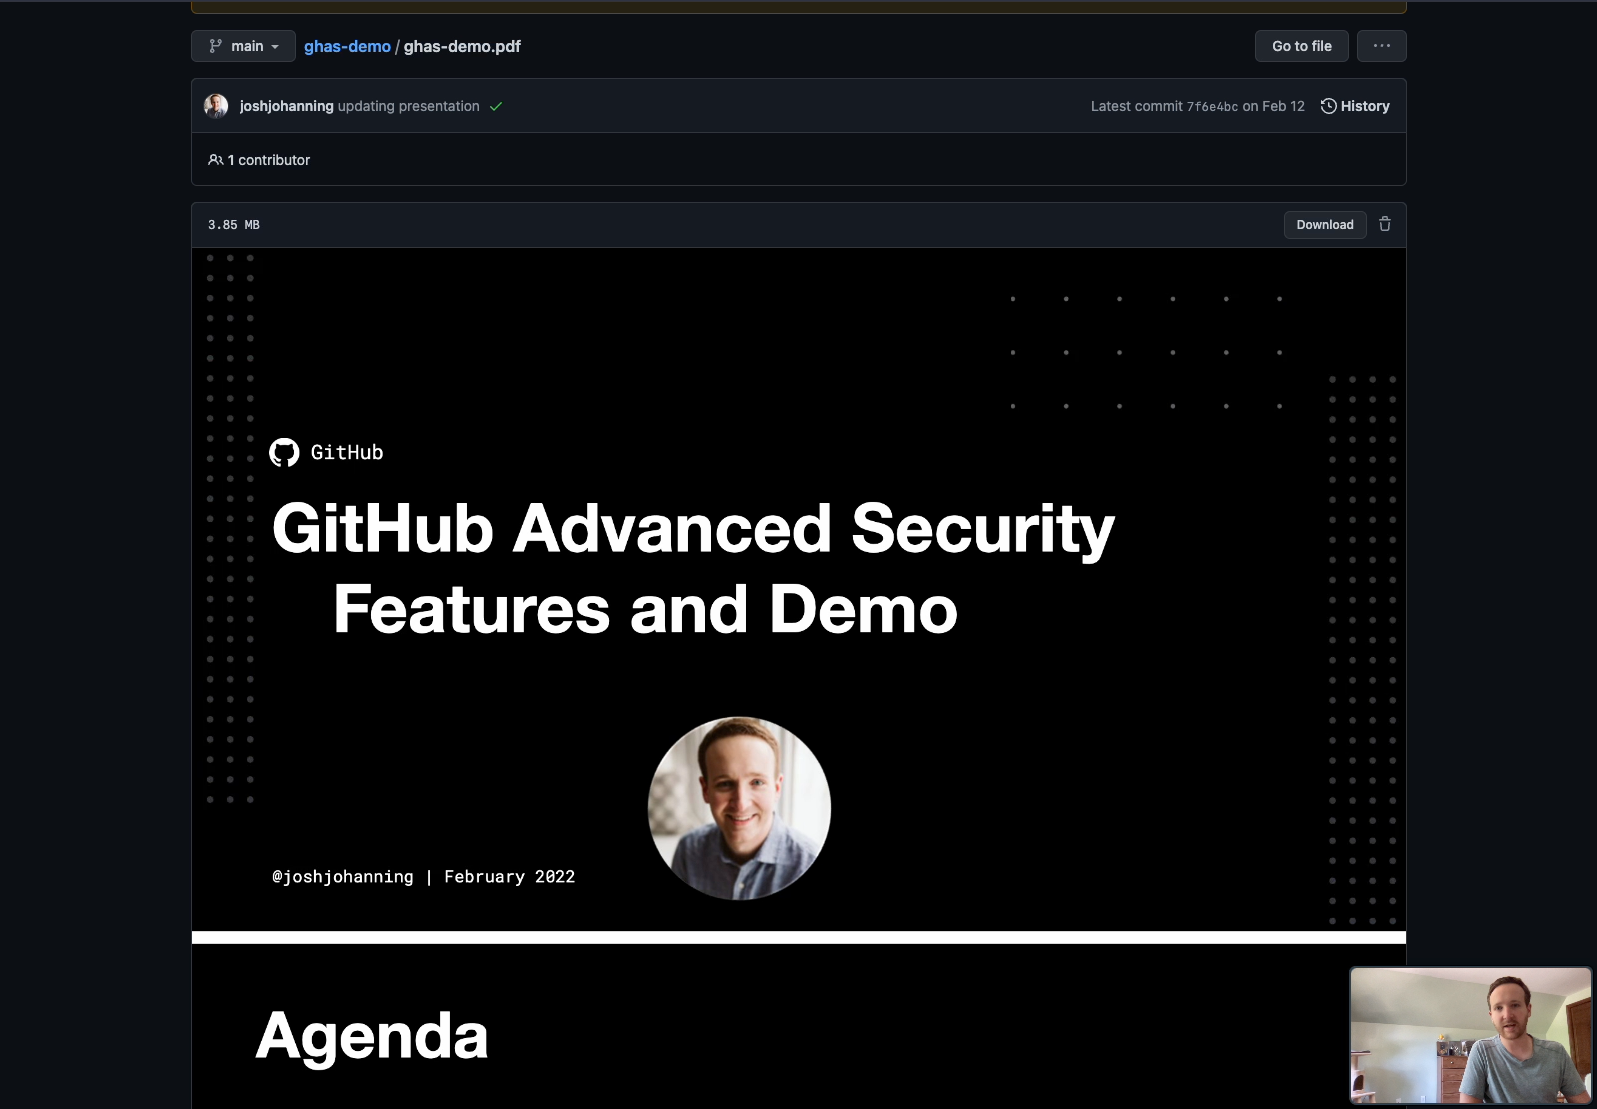 main
ghas-demo / ghas-demo.pdf
Go to file
joshjohanning updating presentation
Latest commit 7f6e4bc on Feb 12
History
1 contributor
3.85 MB
Download
GitHub
GitHub Advanced Security
Features and Demo
@joshjohanning | February 2022
Agenda